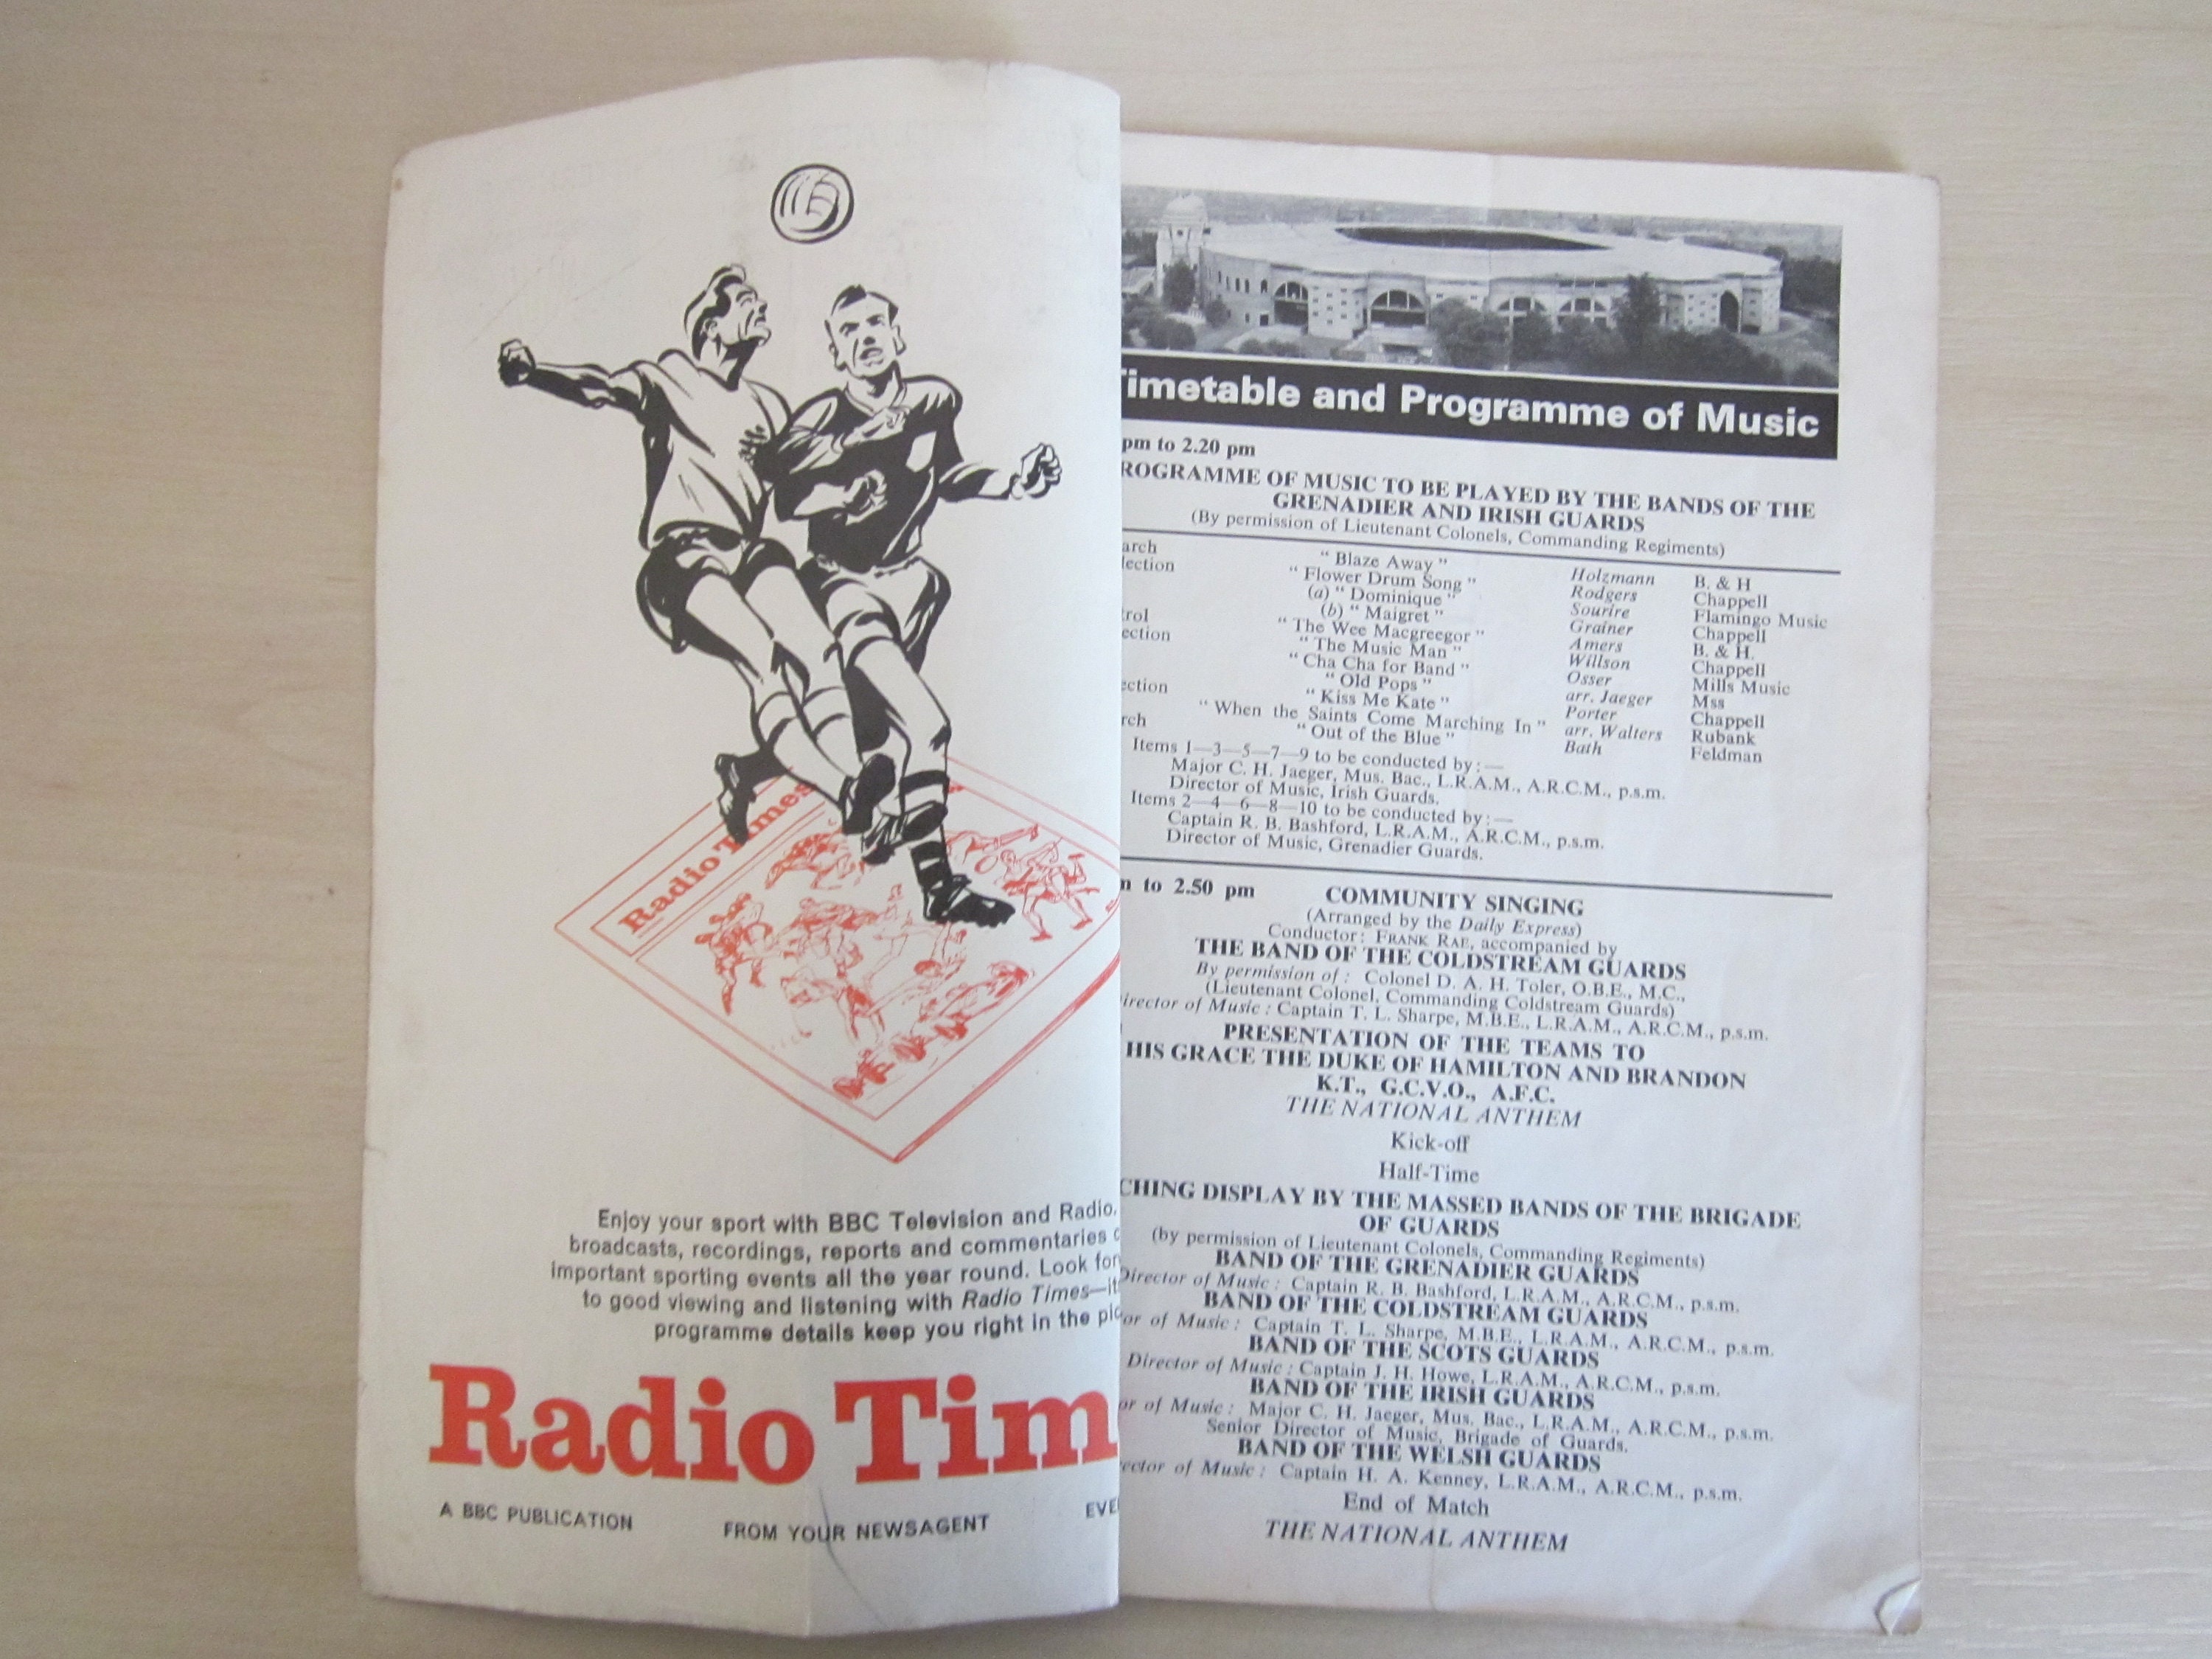 Radio Times
Enjoy your sport with BBC Television and Radio,
broadcasts, recordings, reports and commentaries
important sporting events all the year round. Look for
to good viewing and listening with Radio Times—it
programme details keep you right in the pic
Radio Tim
A BBC PUBLICATION FROM YOUR NEWSAGENT EVE
Timetable and Programme of Music
pm to 2.20 pm
ROGRAMME OF MUSIC TO BE PLAYED BY THE BANDS OF THE
GRENADIER AND IRISH GUARDS
(By permission of Lieutenant Colonels, Commanding Regiments)
arch “ Blaze Away ” Holzmann B. & H
lection “ Flower Drum Song ” Rodgers Chappell
(a) “ Dominique ” Sourire Flamingo Music
(b) “ Maigret ” Grainer Chappell
trol “ The Wee Macgreegor ” Amers B. & H.
ection “ The Music Man ” Willson Chappell
“ Cha Cha for Band ” Osser Mills Music
“ Old Pops ” arr. Jaeger Mss
ection “ Kiss Me Kate ” Porter Chappell
“ When the Saints Come Marching In ” arr. Walters Rubank
rch “ Out of the Blue ” Bath Feldman
Items 1—3—5—7—9 to be conducted by :—
Major C. H. Jaeger, Mus. Bac., L.R.A.M., A.R.C.M., p.s.m.
Director of Music, Irish Guards.
Items 2—4—6—8—10 to be conducted by :—
Captain R. B. Bashford, L.R.A.M., A.R.C.M., p.s.m.
Director of Music, Grenadier Guards.
m to 2.50 pm COMMUNITY SINGING
(Arranged by the Daily Express)
Conductor : FRANK RAE, accompanied by
THE BAND OF THE COLDSTREAM GUARDS
By permission of : Colonel D. A. H. Toler, O.B.E., M.C.,
(Lieutenant Colonel, Commanding Coldstream Guards)
Director of Music : Captain T. L. Sharpe, M.B.E., L.R.A.M., A.R.C.M., p.s.m.
PRESENTATION OF THE TEAMS TO
HIS GRACE THE DUKE OF HAMILTON AND BRANDON
K.T., G.C.V.O., A.F.C.
THE NATIONAL ANTHEM
Kick-off
Half-Time
CHING DISPLAY BY THE MASSED BANDS OF THE BRIGADE
OF GUARDS
(by permission of Lieutenant Colonels, Commanding Regiments)
BAND OF THE GRENADIER GUARDS
Director of Music : Captain R. B. Bashford, L.R.A.M., A.R.C.M., p.s.m.
BAND OF THE COLDSTREAM GUARDS
or of Music : Captain T. L. Sharpe, M.B.E., L.R.A.M., A.R.C.M., p.s.m.
BAND OF THE SCOTS GUARDS
Director of Music : Captain J. H. Howe, L.R.A.M., A.R.C.M., p.s.m.
BAND OF THE IRISH GUARDS
or of Music : Major C. H. Jaeger, Mus. Bac., L.R.A.M., A.R.C.M., p.s.m.
Senior Director of Music, Brigade of Guards.
BAND OF THE WELSH GUARDS
rector of Music : Captain H. A. Kenney, L.R.A.M., A.R.C.M., p.s.m.
End of Match
THE NATIONAL ANTHEM